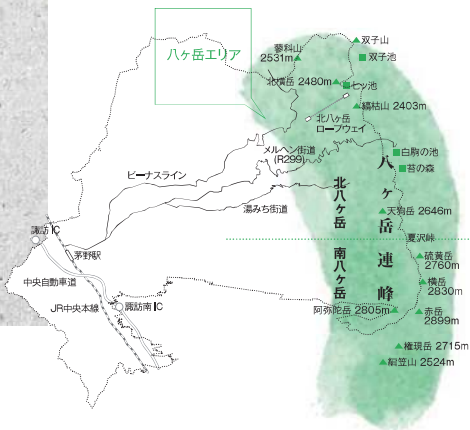 八ヶ岳エリア
双子山
双子池
蓼科山
2531m
北横岳 2480m
七ッ池
縞枯山 2403m
北八ヶ岳
ロープウェイ
メルヘン街道
(R299)
白駒の池
苔の森
ビーナスライン
湯みち街道
八ヶ岳連峰
北八ヶ岳
南八ヶ岳
天狗岳 2646m
夏沢峠
硫黄岳
2760m
横岳
2830m
赤岳
2899m
阿弥陀岳 2805m
権現岳 2715m
編笠山 2524m
諏訪IC
茅野駅
中央自動車道
諏訪南IC
JR中央本線